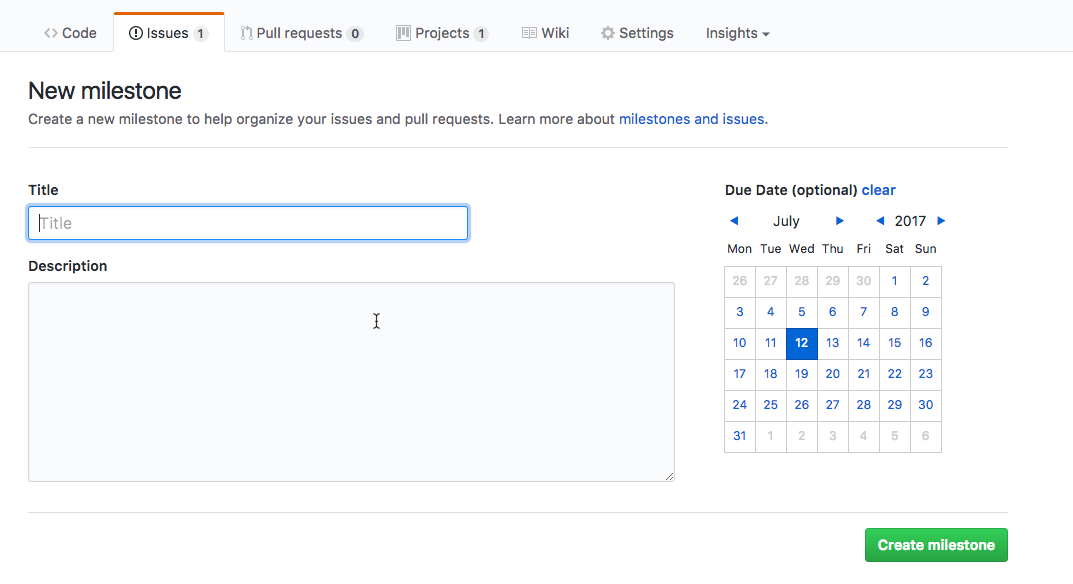 Code Issues 1 Pull requests 0 Projects 1 Wiki Settings Insights
New milestone
Create a new milestone to help organize your issues and pull requests. Learn more about milestones and issues.
Title
Title
Description
Due Date (optional) clear
July 2017
Mon Tue Wed Thu Fri Sat Sun
26 27 28 29 30 1 2
3 4 5 6 7 8 9
10 11 12 13 14 15 16
17 18 19 20 21 22 23
24 25 26 27 28 29 30
31 1 2 3 4 5 6
Create milestone